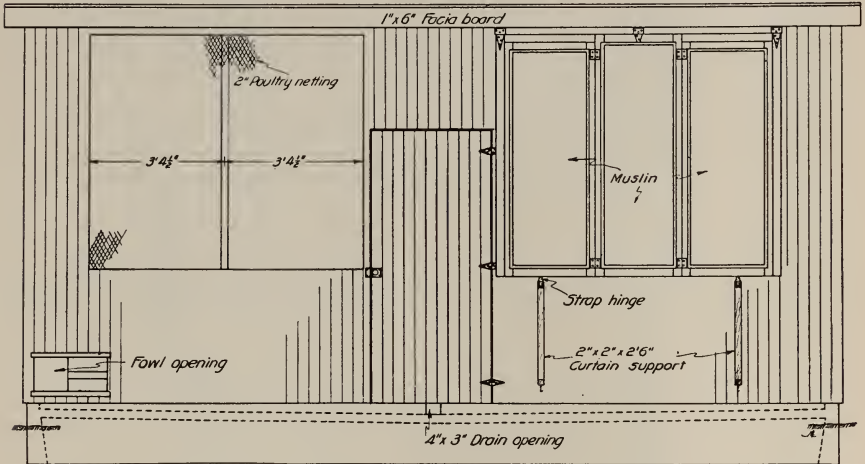 1"x6" Facia board
2" Poultry netting
3'4½" 3'4½"
Muslin
Strap hinge
Fowl opening
2"x 2"x 2'6"
Curtain support
4"x 3" Drain opening